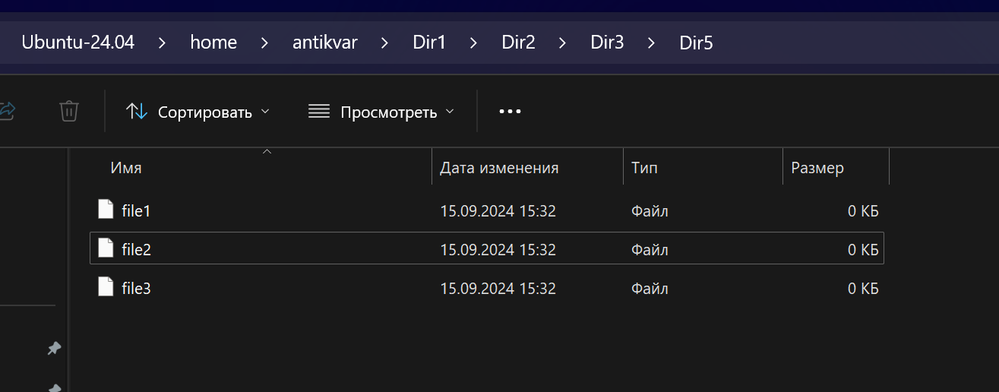 Ubuntu-24.04 > home > antikvar > Dir1 > Dir2 > Dir3 > Dir5
Сортировать Просмотреть •••
Имя Дата изменения Тип Размер
file1 15.09.2024 15:32 Файл 0 КБ
file2 15.09.2024 15:32 Файл 0 КБ
file3 15.09.2024 15:32 Файл 0 КБ